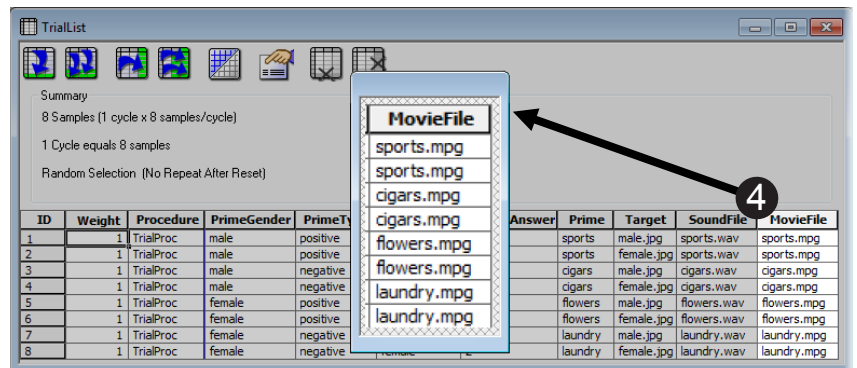 TrialList
Summary
8 Samples (1 cycle x 8 samples/cycle)
1 Cycle equals 8 samples
Random Selection (No Repeat After Reset)
MovieFile
sports.mpg
sports.mpg
cigars.mpg
cigars.mpg
flowers.mpg
flowers.mpg
laundry.mpg
laundry.mpg
4
ID Weight Procedure PrimeGender PrimeTy Answer Prime Target SoundFile MovieFile
1 1 TrialProc male positive sports male.jpg sports.wav sports.mpg
2 1 TrialProc male positive sports female.jpg sports.wav sports.mpg
3 1 TrialProc male negative cigars male.jpg cigars.wav cigars.mpg
4 1 TrialProc male negative cigars female.jpg cigars.wav cigars.mpg
5 1 TrialProc female positive flowers male.jpg flowers.wav flowers.mpg
6 1 TrialProc female positive flowers female.jpg flowers.wav flowers.mpg
7 1 TrialProc female negative laundry male.jpg laundry.wav laundry.mpg
8 1 TrialProc female negative laundry female.jpg laundry.wav laundry.mpg